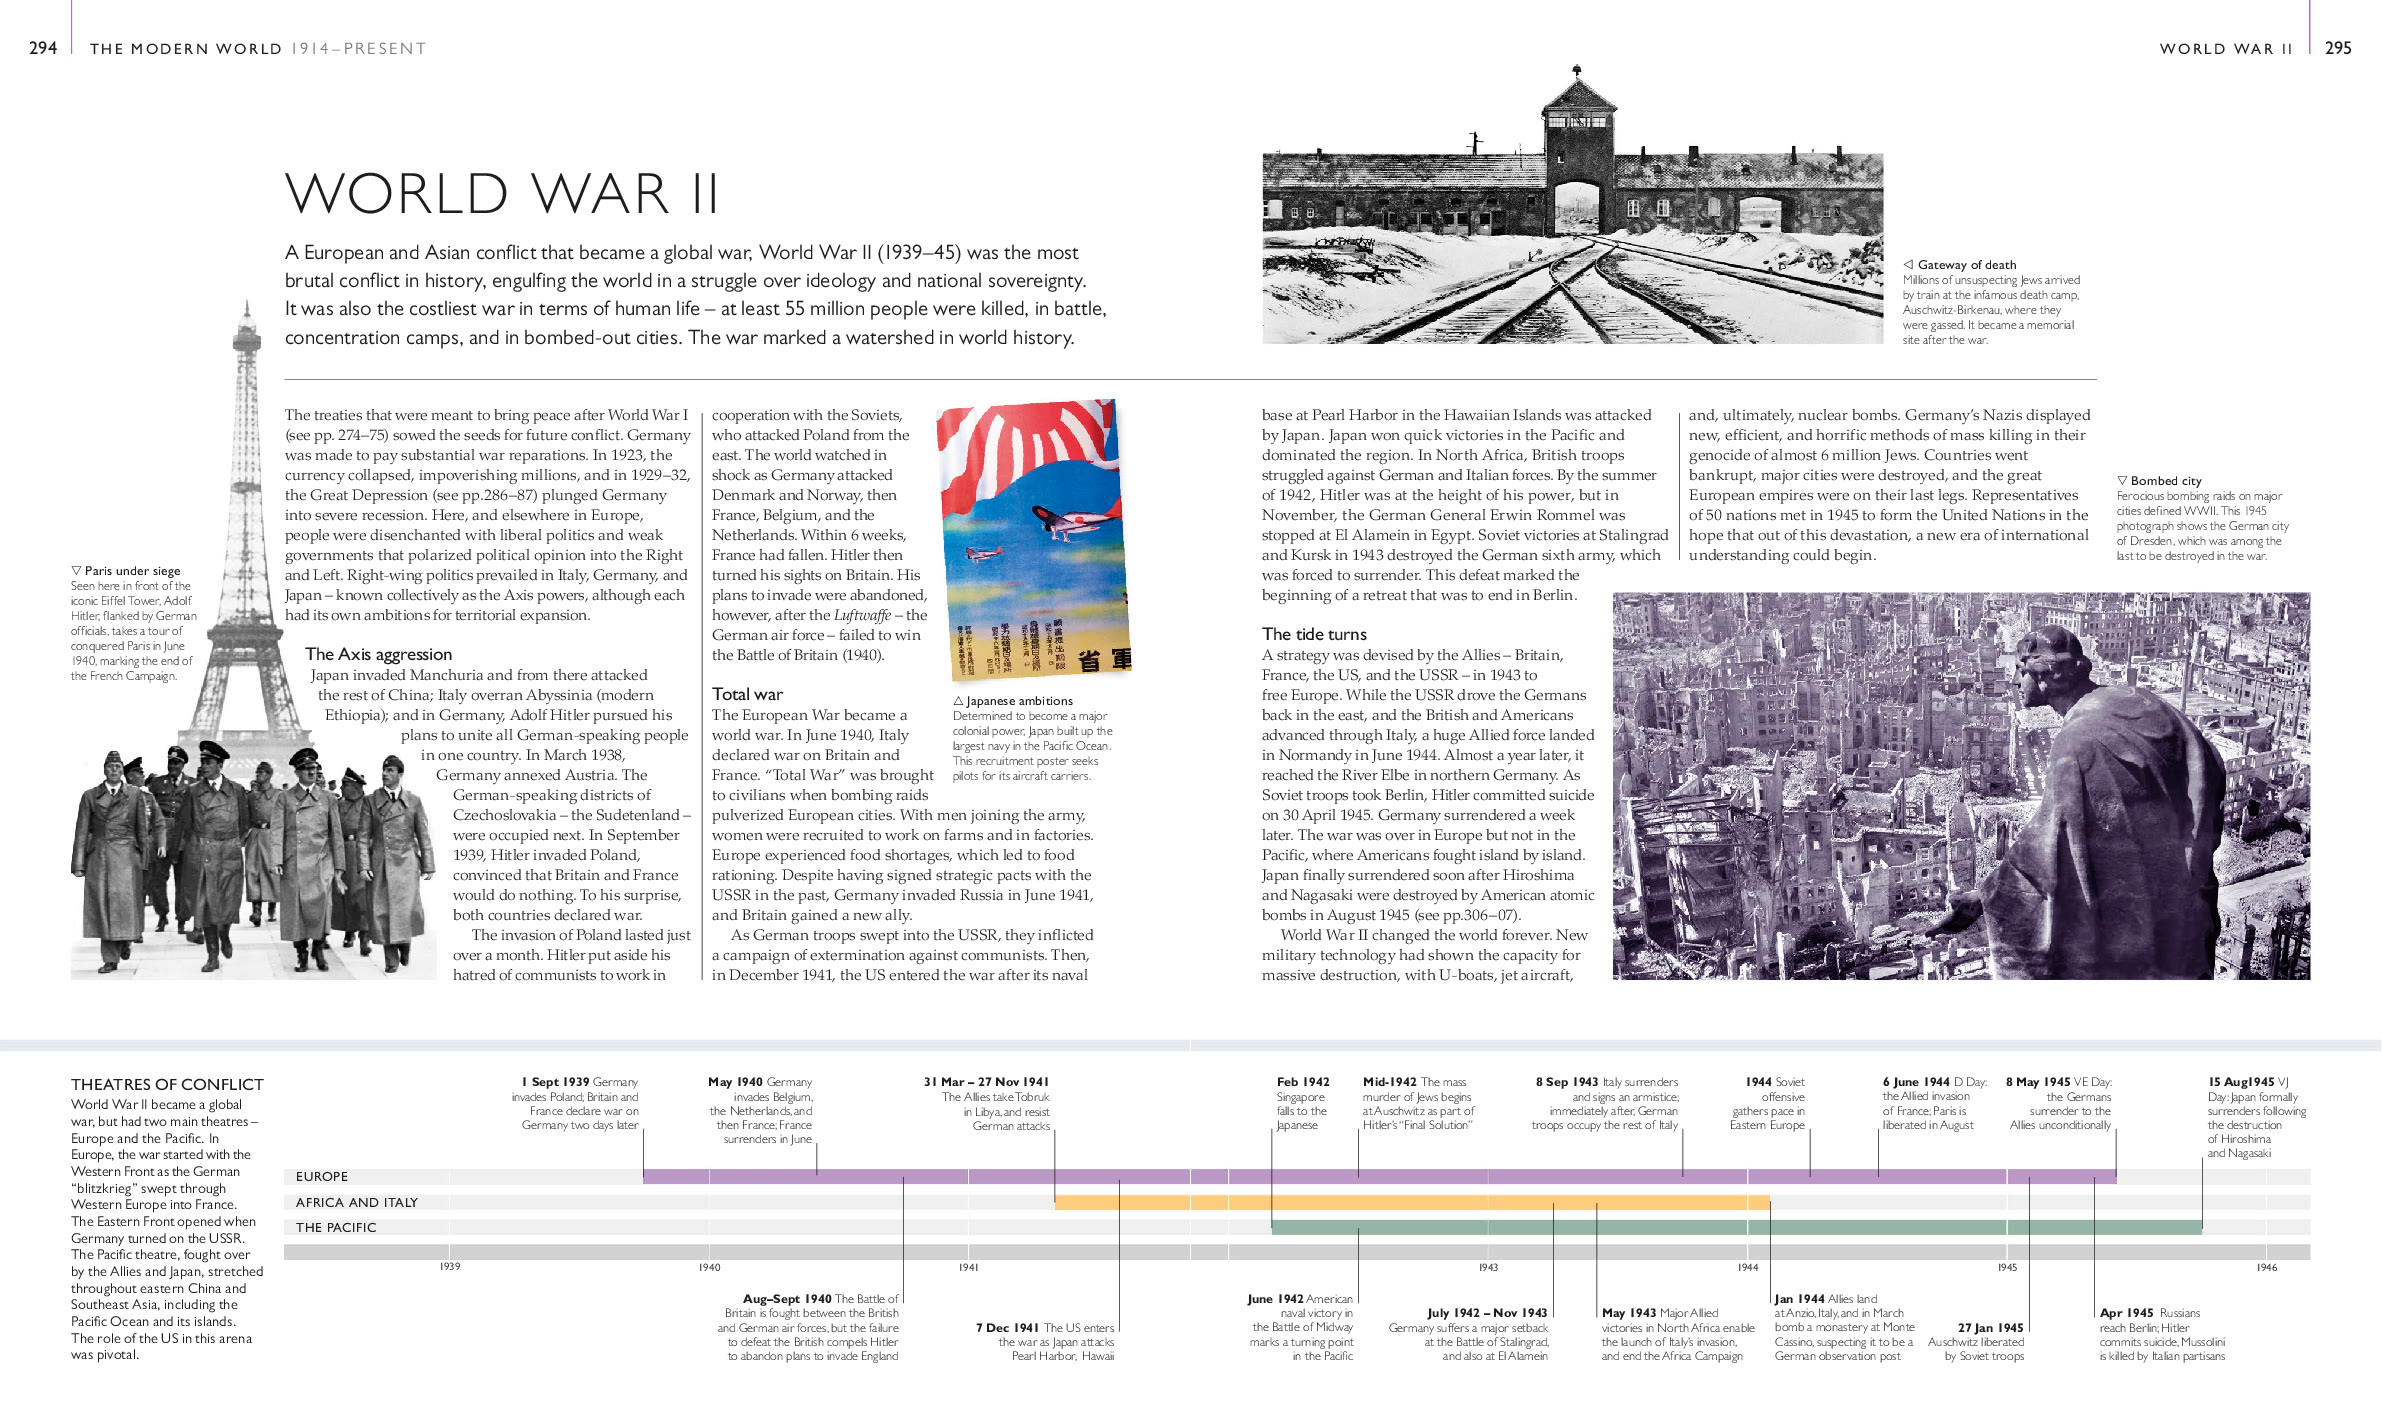 294
THE MODERN WORLD 1914–PRESENT
WORLD WAR II
295
WORLD WAR II
A European and Asian conflict that became a global war, World War II (1939–45) was the most
brutal conflict in history, engulfing the world in a struggle over ideology and national sovereignty.
It was also the costliest war in terms of human life – at least 55 million people were killed, in battle,
concentration camps, and in bombed-out cities. The war marked a watershed in world history.
◁ Gateway of death
Millions of unsuspecting Jews arrived
by train at the infamous death camp,
Auschwitz-Birkenau, where they
were gassed. It became a memorial
site after the war.
▽ Paris under siege
Seen here in front of the
iconic Eiffel Tower, Adolf
Hitler, flanked by German
officials, takes a tour of
conquered Paris in June
1940, marking the end of
the French Campaign.
The treaties that were meant to bring peace after World War I
(see pp. 274–75) sowed the seeds for future conflict. Germany
was made to pay substantial war reparations. In 1923, the
currency collapsed, impoverishing millions, and in 1929–32,
the Great Depression (see pp.286–87) plunged Germany
into severe recession. Here, and elsewhere in Europe,
people were disenchanted with liberal politics and weak
governments that polarized political opinion into the Right
and Left. Right-wing politics prevailed in Italy, Germany, and
Japan – known collectively as the Axis powers, although each
had its own ambitions for territorial expansion.
The Axis aggression
Japan invaded Manchuria and from there attacked
the rest of China; Italy overran Abyssinia (modern
Ethiopia); and in Germany, Adolf Hitler pursued his
plans to unite all German-speaking people
in one country. In March 1938,
Germany annexed Austria. The
German-speaking districts of
Czechoslovakia – the Sudetenland –
were occupied next. In September
1939, Hitler invaded Poland,
convinced that Britain and France
would do nothing. To his surprise,
both countries declared war.
The invasion of Poland lasted just
over a month. Hitler put aside his
hatred of communists to work in
cooperation with the Soviets,
who attacked Poland from the
east. The world watched in
shock as Germany attacked
Denmark and Norway, then
France, Belgium, and the
Netherlands. Within 6 weeks,
France had fallen. Hitler then
turned his sights on Britain. His
plans to invade were abandoned,
however, after the Luftwaffe – the
German air force – failed to win
the Battle of Britain (1940).
Total war
The European War became a
world war. In June 1940, Italy
declared war on Britain and
France. “Total War” was brought
to civilians when bombing raids
pulverized European cities. With men joining the army,
women were recruited to work on farms and in factories.
Europe experienced food shortages, which led to food
rationing. Despite having signed strategic pacts with the
USSR in the past, Germany invaded Russia in June 1941,
and Britain gained a new ally.
As German troops swept into the USSR, they inflicted
a campaign of extermination against communists. Then,
in December 1941, the US entered the war after its naval
省 軍
△ Japanese ambitions
Determined to become a major
colonial power, Japan built up the
largest navy in the Pacific Ocean.
This recruitment poster seeks
pilots for its aircraft carriers.
base at Pearl Harbor in the Hawaiian Islands was attacked
by Japan. Japan won quick victories in the Pacific and
dominated the region. In North Africa, British troops
struggled against German and Italian forces. By the summer
of 1942, Hitler was at the height of his power, but in
November, the German General Erwin Rommel was
stopped at El Alamein in Egypt. Soviet victories at Stalingrad
and Kursk in 1943 destroyed the German sixth army, which
was forced to surrender. This defeat marked the
beginning of a retreat that was to end in Berlin.
The tide turns
A strategy was devised by the Allies – Britain,
France, the US, and the USSR – in 1943 to
free Europe. While the USSR drove the Germans
back in the east, and the British and Americans
advanced through Italy, a huge Allied force landed
in Normandy in June 1944. Almost a year later, it
reached the River Elbe in northern Germany. As
Soviet troops took Berlin, Hitler committed suicide
on 30 April 1945. Germany surrendered a week
later. The war was over in Europe but not in the
Pacific, where Americans fought island by island.
Japan finally surrendered soon after Hiroshima
and Nagasaki were destroyed by American atomic
bombs in August 1945 (see pp.306–07).
World War II changed the world forever. New
military technology had shown the capacity for
massive destruction, with U-boats, jet aircraft,
and, ultimately, nuclear bombs. Germany’s Nazis displayed
new, efficient, and horrific methods of mass killing in their
genocide of almost 6 million Jews. Countries went
bankrupt, major cities were destroyed, and the great
European empires were on their last legs. Representatives
of 50 nations met in 1945 to form the United Nations in the
hope that out of this devastation, a new era of international
understanding could begin.
▽ Bombed city
Ferocious bombing raids on major
cities defined WWII. This 1945
photograph shows the German city
of Dresden, which was among the
last to be destroyed in the war.
THEATRES OF CONFLICT
World War II became a global
war, but had two main theatres –
Europe and the Pacific. In
Europe, the war started with the
Western Front as the German
“blitzkrieg” swept through
Western Europe into France.
The Eastern Front opened when
Germany turned on the USSR.
The Pacific theatre, fought over
by the Allies and Japan, stretched
throughout eastern China and
Southeast Asia, including the
Pacific Ocean and its islands.
The role of the US in this arena
was pivotal.
1 Sept 1939 Germany
invades Poland; Britain and
France declare war on
Germany two days later
May 1940 Germany
invades Belgium,
the Netherlands, and
then France; France
surrenders in June
31 Mar – 27 Nov 1941
The Allies take Tobruk
in Libya, and resist
German attacks
Feb 1942
Singapore
falls to the
Japanese
Mid-1942 The mass
murder of Jews begins
at Auschwitz as part of
Hitler’s “Final Solution”
8 Sep 1943 Italy surrenders
and signs an armistice;
immediately after, German
troops occupy the rest of Italy
1944 Soviet
offensive
gathers pace in
Eastern Europe
6 June 1944 D Day:
the Allied invasion
of France; Paris is
liberated in August
8 May 1945 VE Day:
the Germans
surrender to the
Allies unconditionally
15 Aug1945 VJ
Day: Japan formally
surrenders following
the destruction
of Hiroshima
and Nagasaki
EUROPE
AFRICA AND ITALY
THE PACIFIC
1939
1940
1941
1943
1944
1945
1946
Aug–Sept 1940 The Battle of
Britain is fought between the British
and German air forces, but the failure
to defeat the British compels Hitler
to abandon plans to invade England
7 Dec 1941 The US enters
the war as Japan attacks
Pearl Harbor, Hawaii
June 1942 American
naval victory in
the Battle of Midway
marks a turning point
in the Pacific
July 1942 – Nov 1943
Germany suffers a major setback
at the Battle of Stalingrad,
and also at El Alamein
May 1943 Major Allied
victories in North Africa enable
the launch of Italy’s invasion,
and end the Africa Campaign
Jan 1944 Allies land
at Anzio, Italy, and in March
bomb a monastery at Monte
Cassino, suspecting it to be a
German observation post
27 Jan 1945
Auschwitz liberated
by Soviet troops
Apr 1945 Russians
reach Berlin; Hitler
commits suicide, Mussolini
is killed by Italian partisans